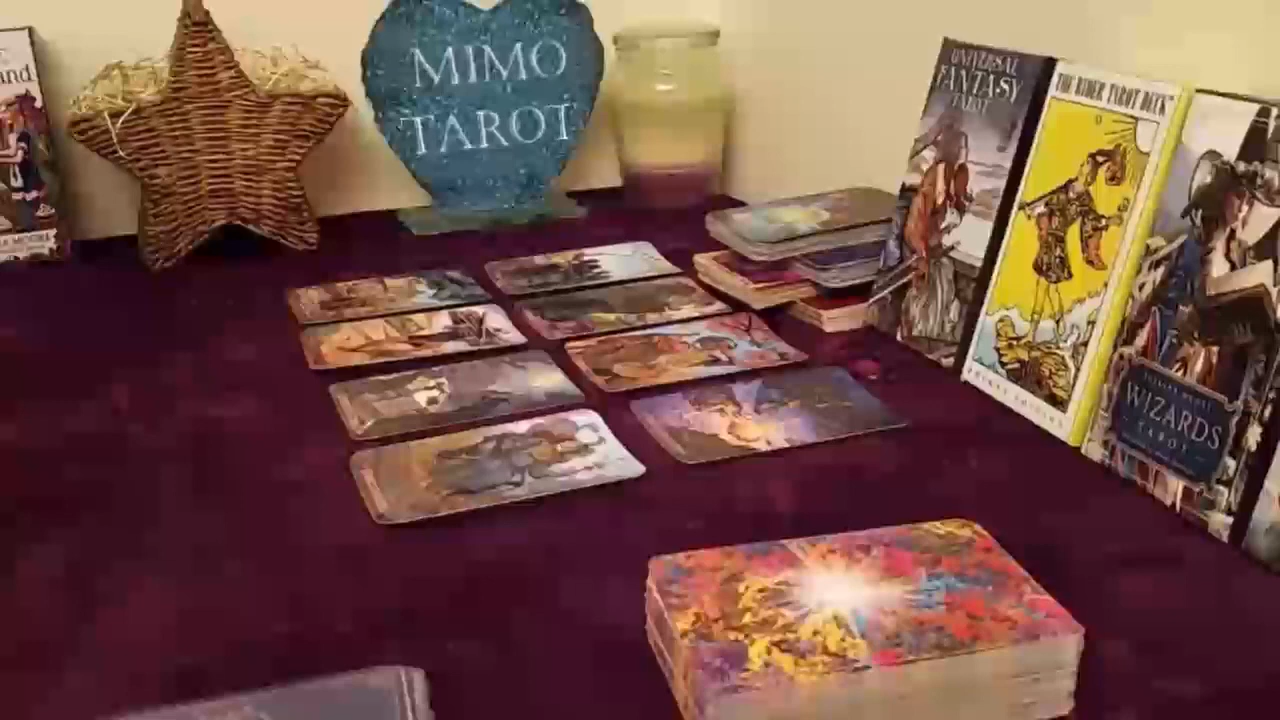 MIMO
TAROT
UNIVERSAL
FANTASY
TAROT
THE RIDER TAROT DECK
WIZARDS
TAROT